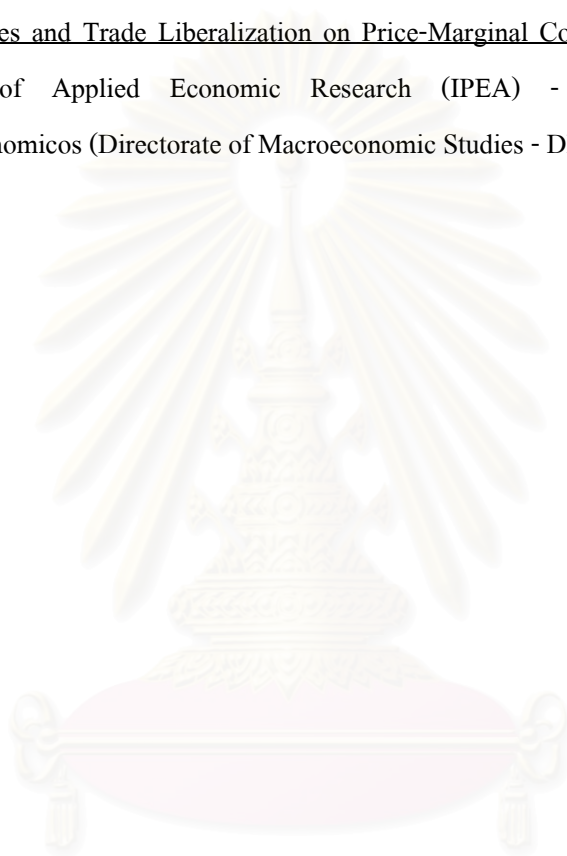 es and Trade Liberalization on Price-Marginal Co
of Applied Economic Research (IPEA) -
nomicos (Directorate of Macroeconomic Studies - D